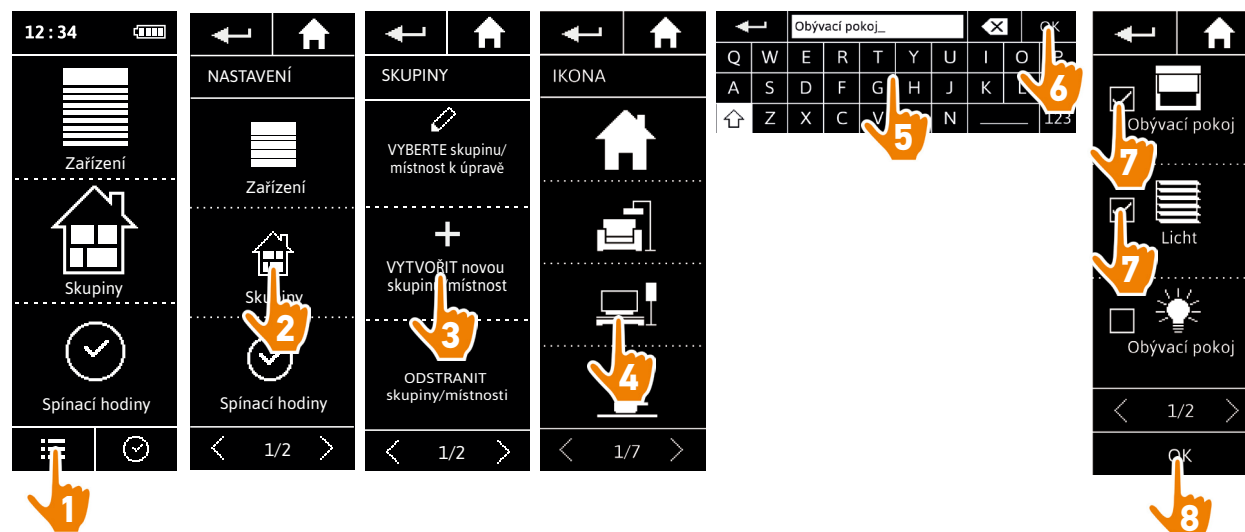 12:34
Zařízení
Skupiny
Spínací hodiny
1
NASTAVENÍ
Zařízení
Skupiny
2
Spínací hodiny
1/2
SKUPINY
VYBERTE skupinu/
místnost k úpravě
VYTVOŘIT novou
skupinu/místnost
3
ODSTRANIT
skupiny/místnosti
1/2
IKONA
4
1/7
Obývací pokoj_
OK
Q W E R T Y U I O P
A S D F G H J K L
6
Z X C V N 123
5
Obývací pokoj
7
Licht
7
Obývací pokoj
1/2
OK
8